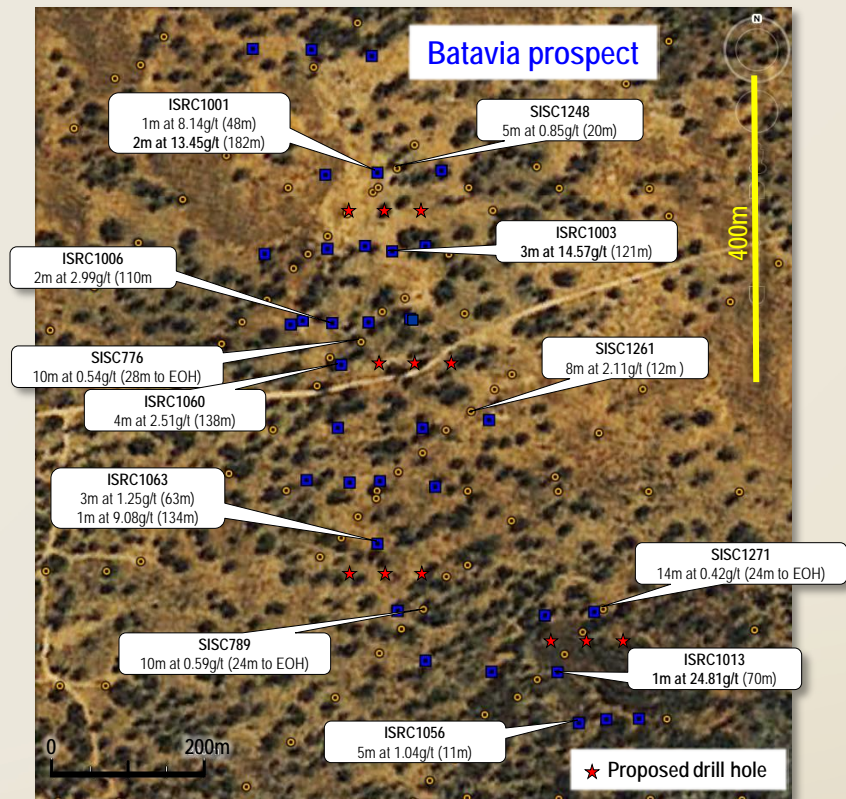 N
Batavia prospect
ISRC1001
1m at 8.14g/t (48m)
2m at 13.45g/t (182m)
SISC1248
5m at 0.85g/t (20m)
400m
ISRC1003
3m at 14.57g/t (121m)
ISRC1006
2m at 2.99g/t (110m
SISC776
10m at 0.54g/t (28m to EOH)
SISC1261
8m at 2.11g/t (12m )
ISRC1060
4m at 2.51g/t (138m)
ISRC1063
3m at 1.25g/t (63m)
1m at 9.08g/t (134m)
SISC1271
14m at 0.42g/t (24m to EOH)
SISC789
10m at 0.59g/t (24m to EOH)
ISRC1013
1m at 24.81g/t (70m)
ISRC1056
5m at 1.04g/t (11m)
0 200m
Proposed drill hole